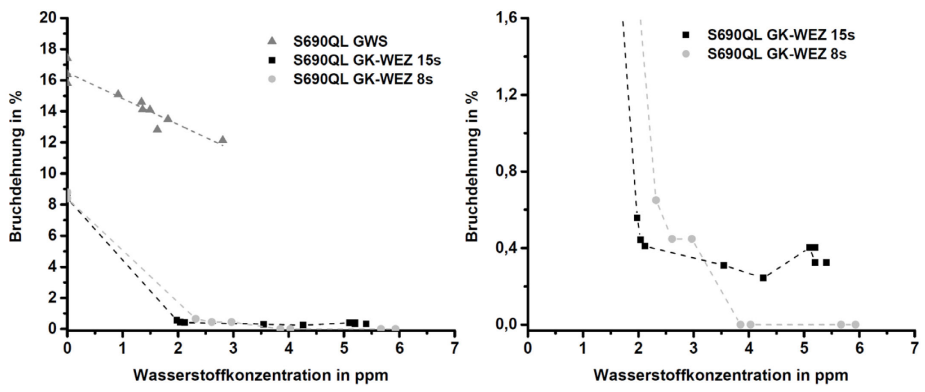 20
18
16
14
12
10
8
6
4
2
0
Bruchdehnung in %
S690QL GWS
S690QL GK-WEZ 15s
S690QL GK-WEZ 8s
0 1 2 3 4 5 6 7
Wasserstoffkonzentration in ppm
1,6
1,2
0,8
0,4
0,0
Bruchdehnung in %
S690QL GK-WEZ 15s
S690QL GK-WEZ 8s
0 1 2 3 4 5 6 7
Wasserstoffkonzentration in ppm